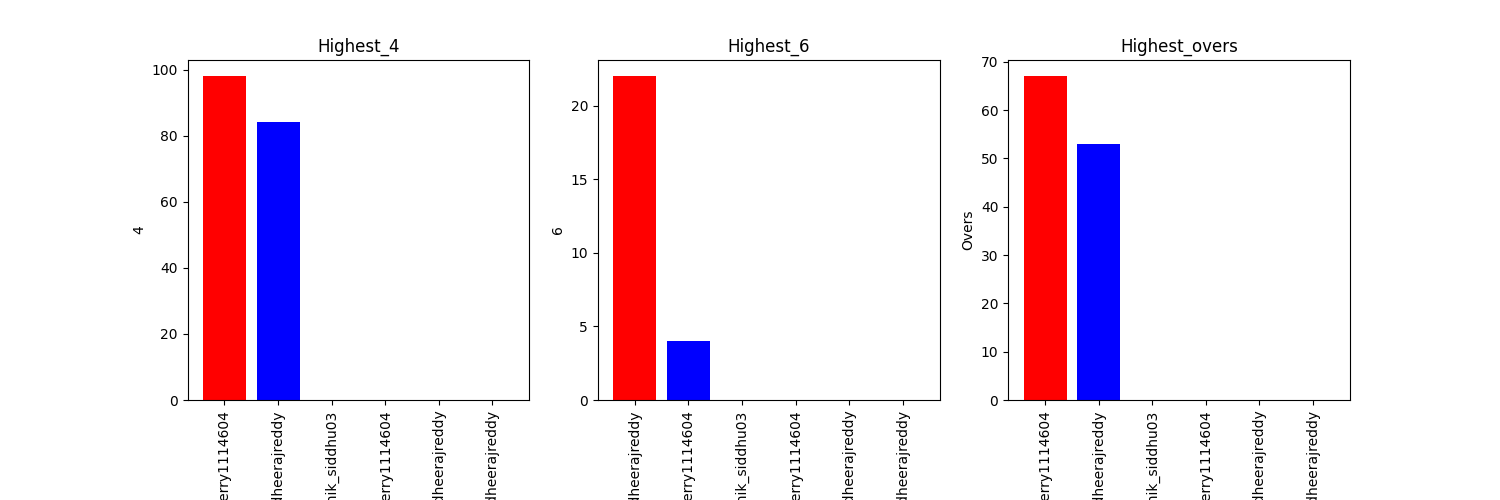 Highest_4
100
80
60
40
20
0
4
erry1114604
dheerajreddy
nik_siddhu03
erry1114604
dheerajreddy
dheerajreddy
Highest_6
20
15
10
5
0
6
dheerajreddy
erry1114604
nik_siddhu03
erry1114604
dheerajreddy
dheerajreddy
Highest_overs
70
60
50
40
30
20
10
0
Overs
erry1114604
dheerajreddy
nik_siddhu03
erry1114604
dheerajreddy
dheerajreddy